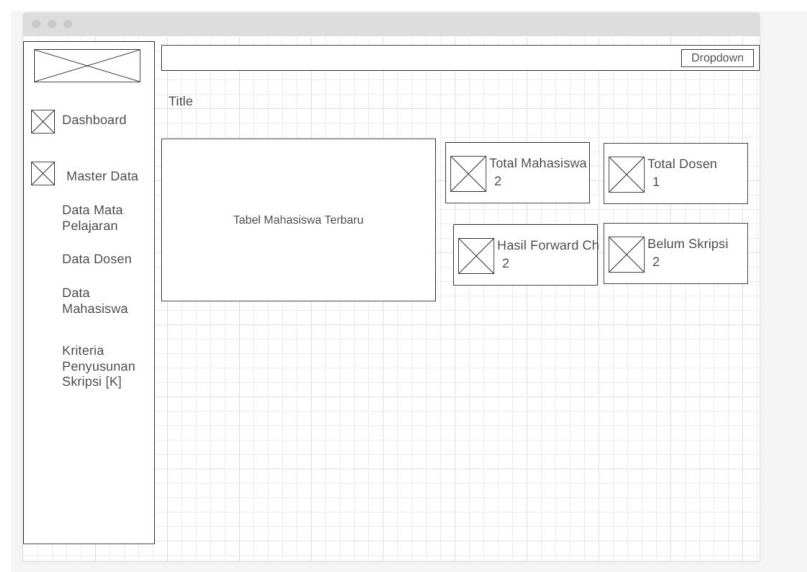 Dropdown
Title
Dashboard
Master Data
Data Mata
Pelajaran
Data Dosen
Data
Mahasiswa
Kriteria
Penyusunan
Skripsi [K]
Tabel Mahasiswa Terbaru
Total Mahasiswa
2
Total Dosen
1
Hasil Forward Ch
2
Belum Skripsi
2